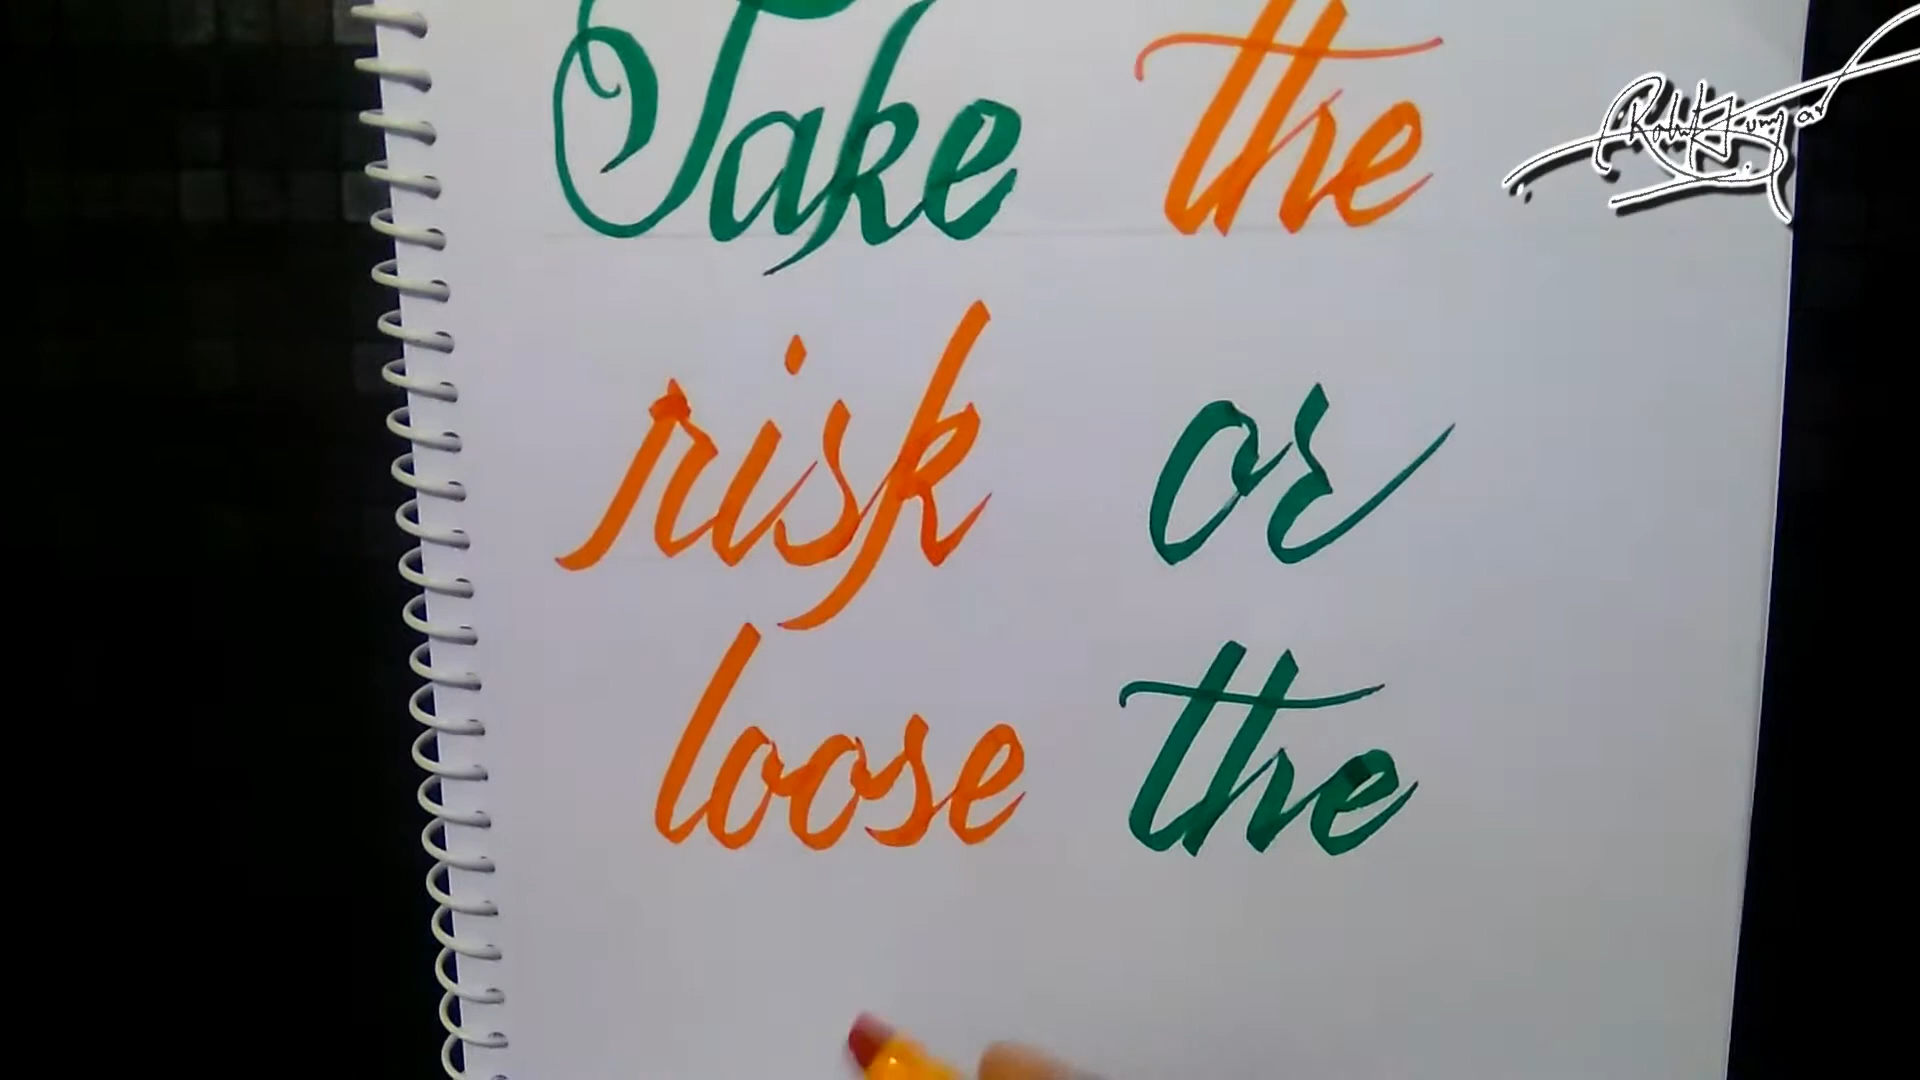 Take the
risk or
loose the